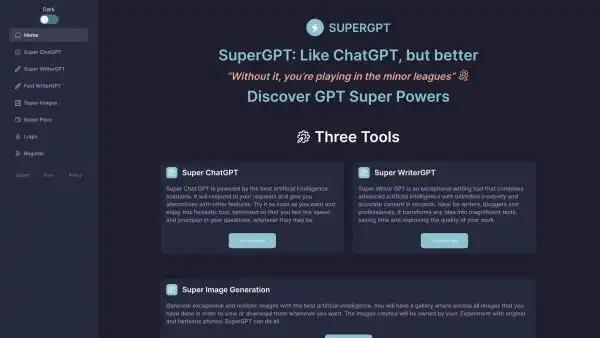 Dark
Home
Super ChatGPT
Super WriterGPT
Fast WriterGPT
Super Images
Super Price
Login
Register
Privacy
SUPERGPT
SuperGPT: Like ChatGPT, but better
“Without it, you’re playing in the minor leagues”
Discover GPT Super Powers
Three Tools
Super ChatGPT
Super Chat GPT is powered by the best artificial intelligence
solutions. It will respond to your requests and give you
alternatives with other features. Try it as soon as you want and
enjoy this fantastic tool, optimized so that you feel the speed
and precision in your questions, whatever they may be
Super WriterGPT
Super Writer GPT is an exceptional writing tool that combines
advanced artificial intelligence with unlimited creativity and
accurate content in seconds. Ideal for writers, bloggers and
professionals, it transforms any idea into magnificent texts,
saving time and improving the quality of your work.
Super Image Generation
Generate exceptional and realistic images with the best artificial intelligence. You will have a gallery where access all images that you
have done in order to view or download them whenever you want. The images created will be owned by your. Experiment with original
and fantastic photos: SuperGPT can do all